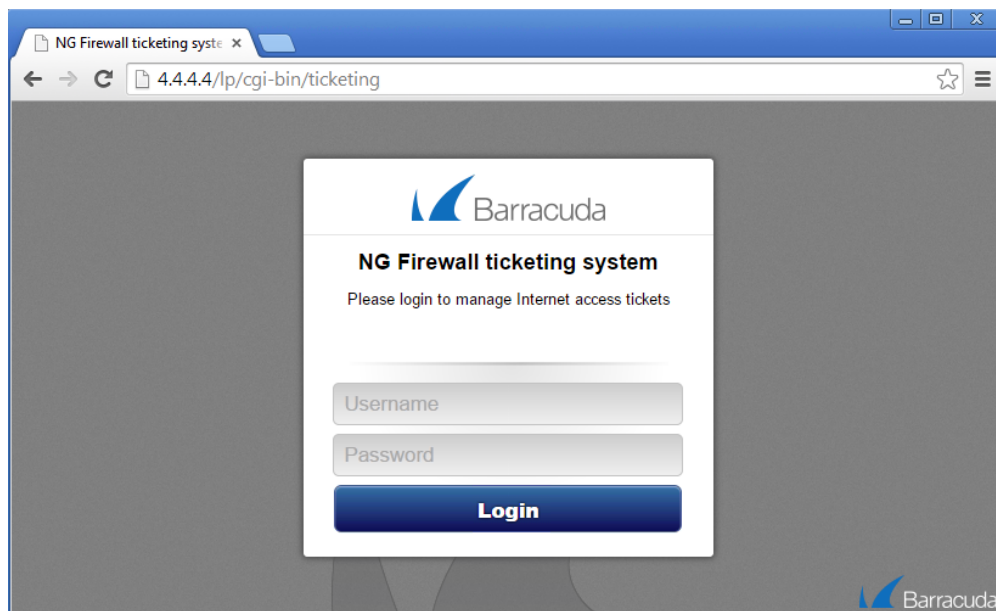 NG Firewall ticketing syste
4.4.4.4/lp/cgi-bin/ticketing
Barracuda
NG Firewall ticketing system
Please login to manage Internet access tickets
Username
Password
Login
Barracuda